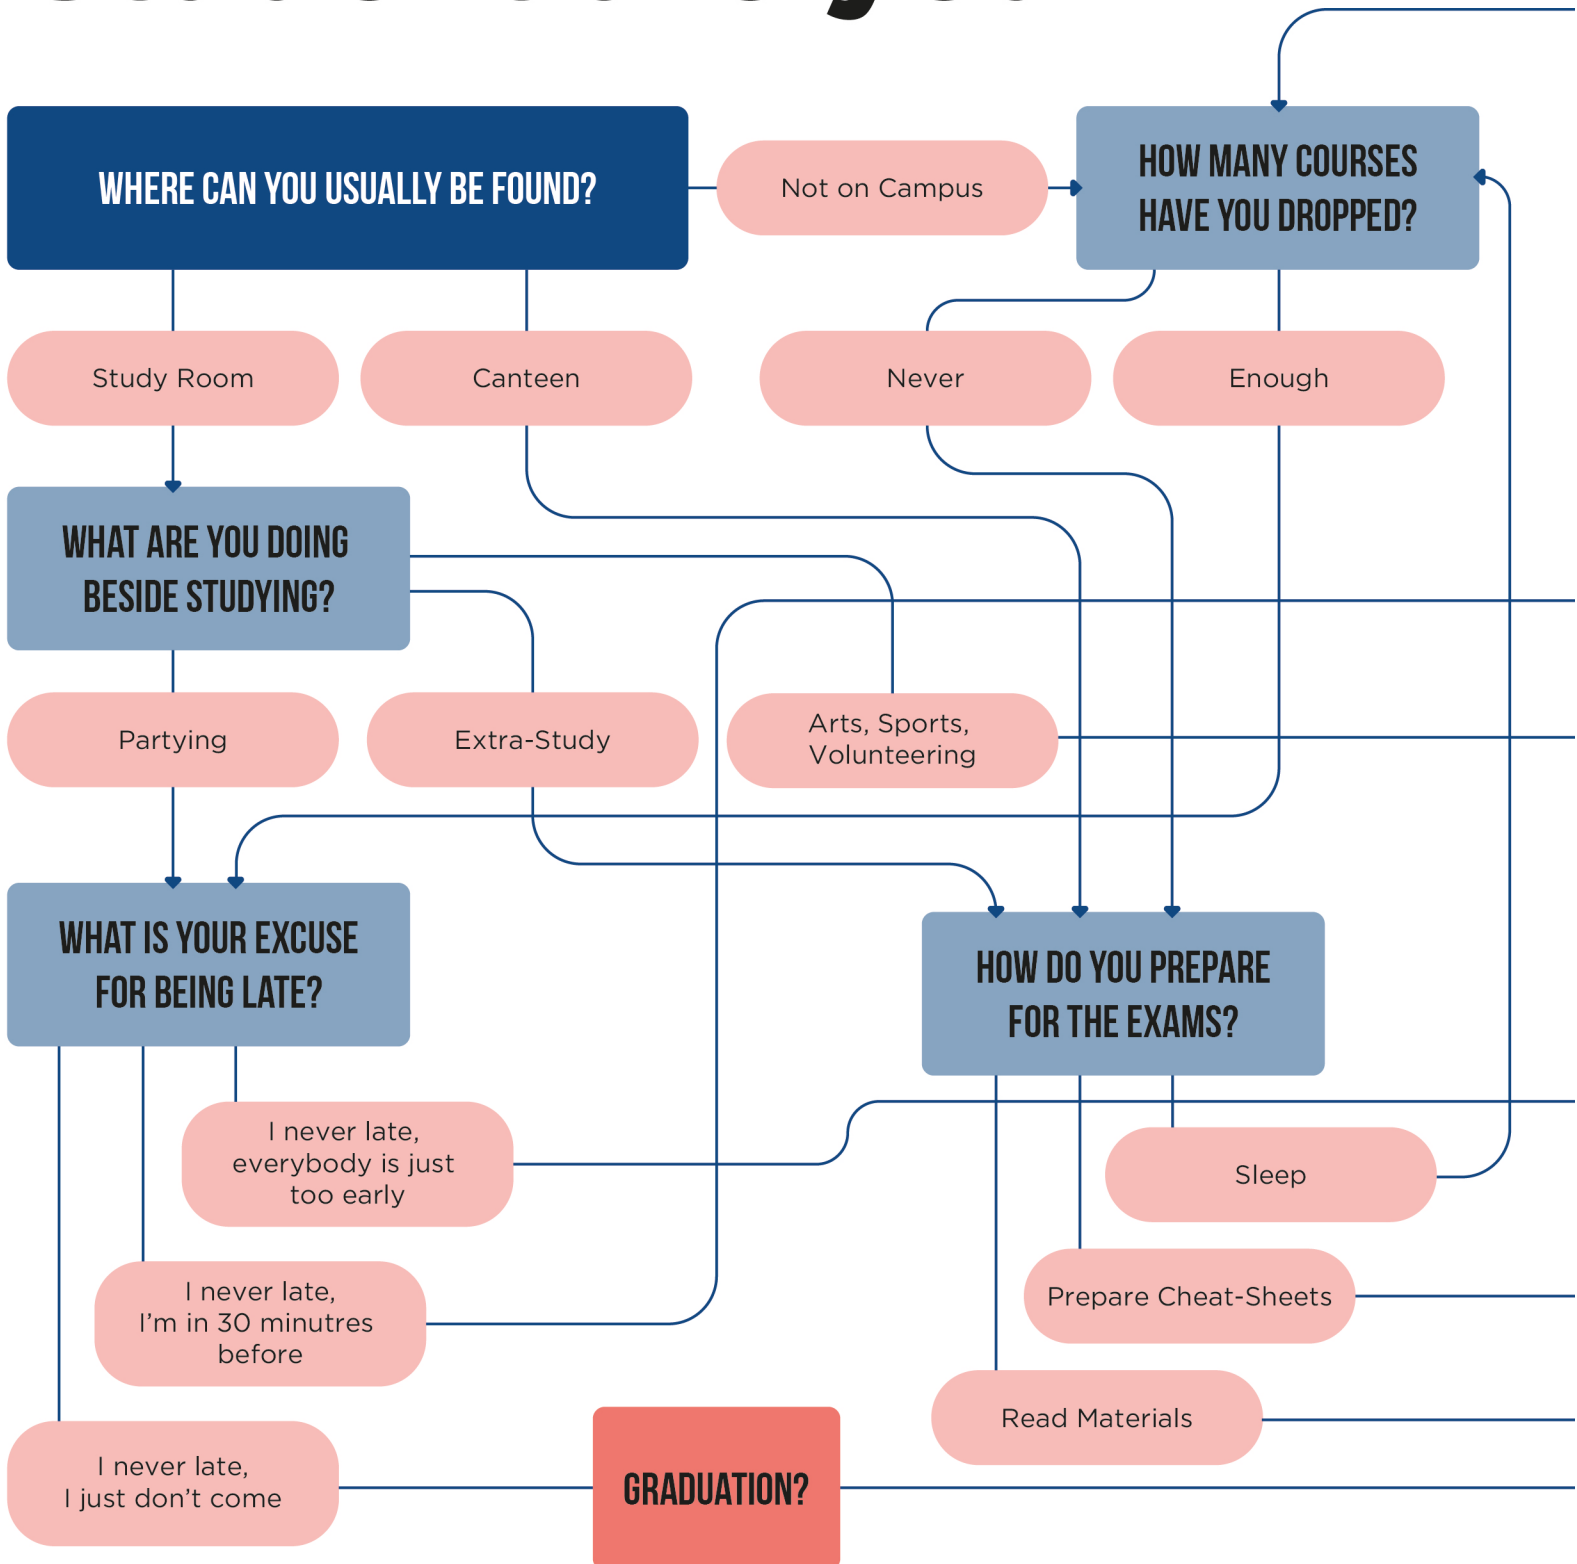 WHERE CAN YOU USUALLY BE FOUND?
Not on Campus
HOW MANY COURSES
HAVE YOU DROPPED?
Study Room
Canteen
Never
Enough
WHAT ARE YOU DOING
BESIDE STUDYING?
Partying
Extra-Study
Arts, Sports,
Volunteering
WHAT IS YOUR EXCUSE
FOR BEING LATE?
HOW DO YOU PREPARE
FOR THE EXAMS?
I never late,
everybody is just
too early
Sleep
I never late,
I'm in 30 minutres
before
Prepare Cheat-Sheets
Read Materials
I never late,
I just don't come
GRADUATION?